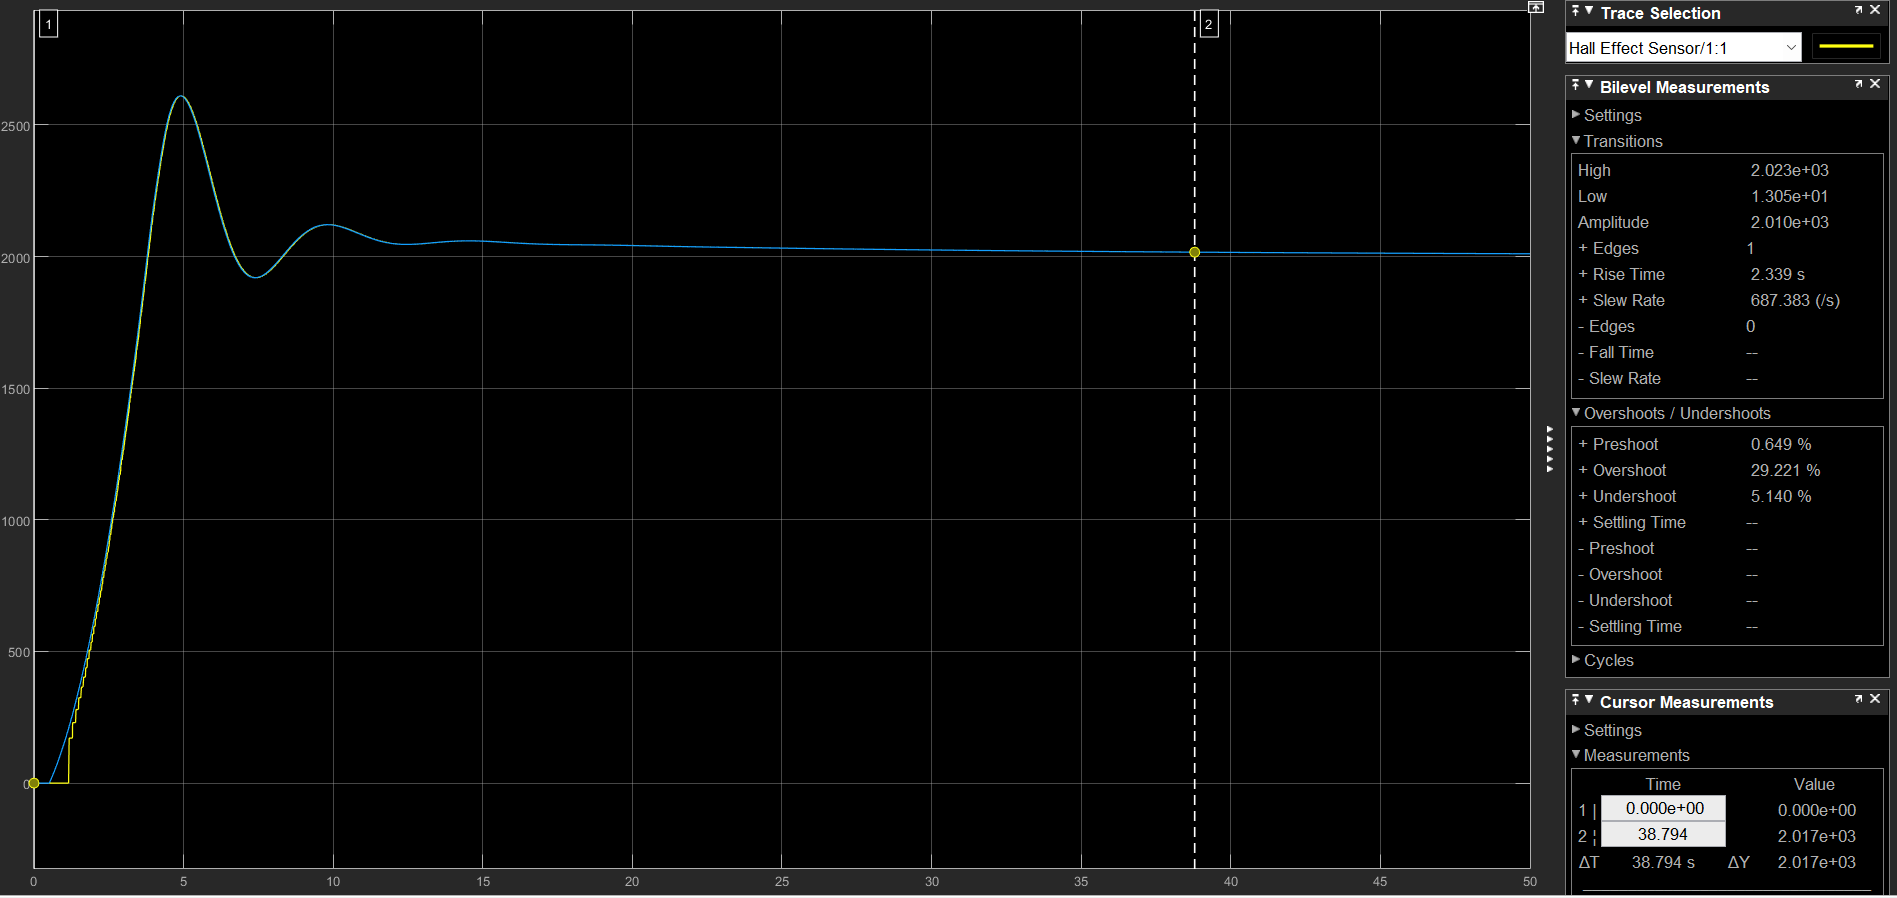 1
2
2500
2000
1500
1000
500
0
0 5 10 15 20 25 30 35 40 45 50
Trace Selection
Hall Effect Sensor/1:1
Bilevel Measurements
Settings
Transitions
High 2.023e+03
Low 1.305e+01
Amplitude 2.010e+03
+ Edges 1
+ Rise Time 2.339 s
+ Slew Rate 687.383 (/s)
- Edges 0
- Fall Time --
- Slew Rate --
Overshoots / Undershoots
+ Preshoot 0.649 %
+ Overshoot 29.221 %
+ Undershoot 5.140 %
+ Settling Time --
- Preshoot --
- Overshoot --
- Undershoot --
- Settling Time --
Cycles
Cursor Measurements
Settings
Measurements
Time Value
1 | 0.000e+00 0.000e+00
2 ¦ 38.794 2.017e+03
ΔT 38.794 s ΔY 2.017e+03